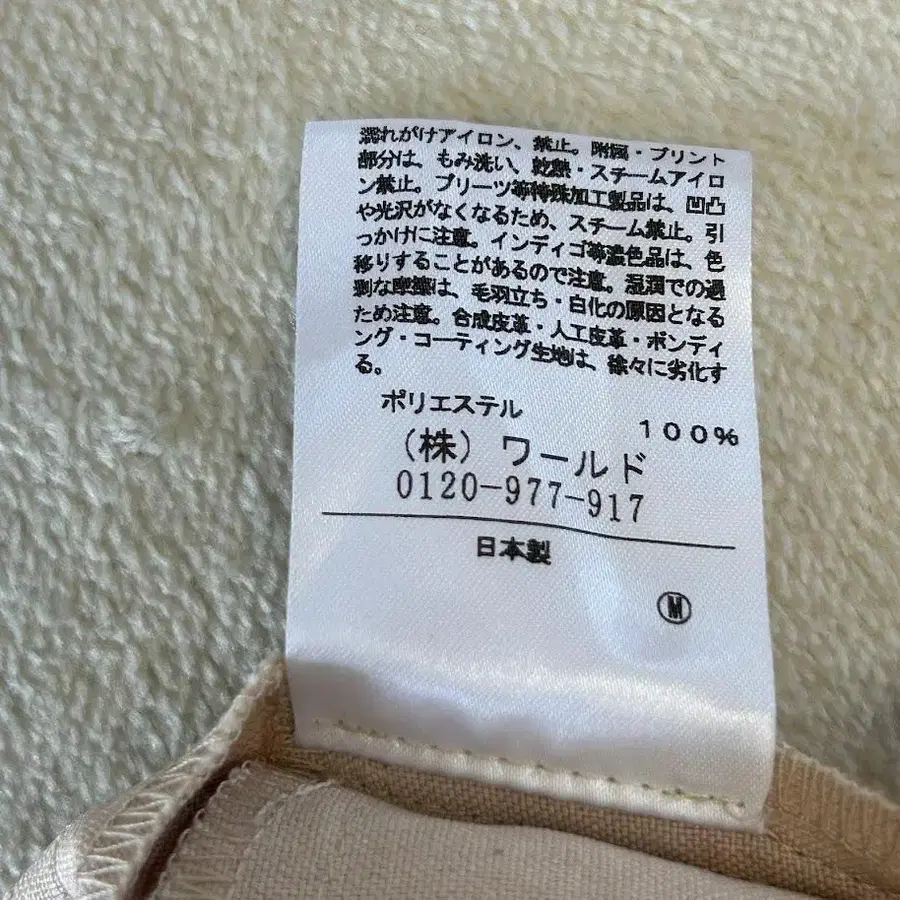 濡れがけアイロン、禁止。附属・プリント
部分は、もみ洗い、乾熱・スチームアイロ
ン禁止。プリーツ等特殊加工製品は、凹凸
や光沢がなくなるため、スチーム禁止。引
っかけに注意。インディゴ等濃色品は、色
移りすることがあるので注意。湿潤での過
剰な摩擦は、毛羽立ち・白化の原因となる
ため注意。合成皮革・人工皮革・ボンディ
ング・コーティング生地は、徐々に劣化す
る。
ポリエステル 100%
(株)ワールド
0120-977-917
日本製
Ⓜ